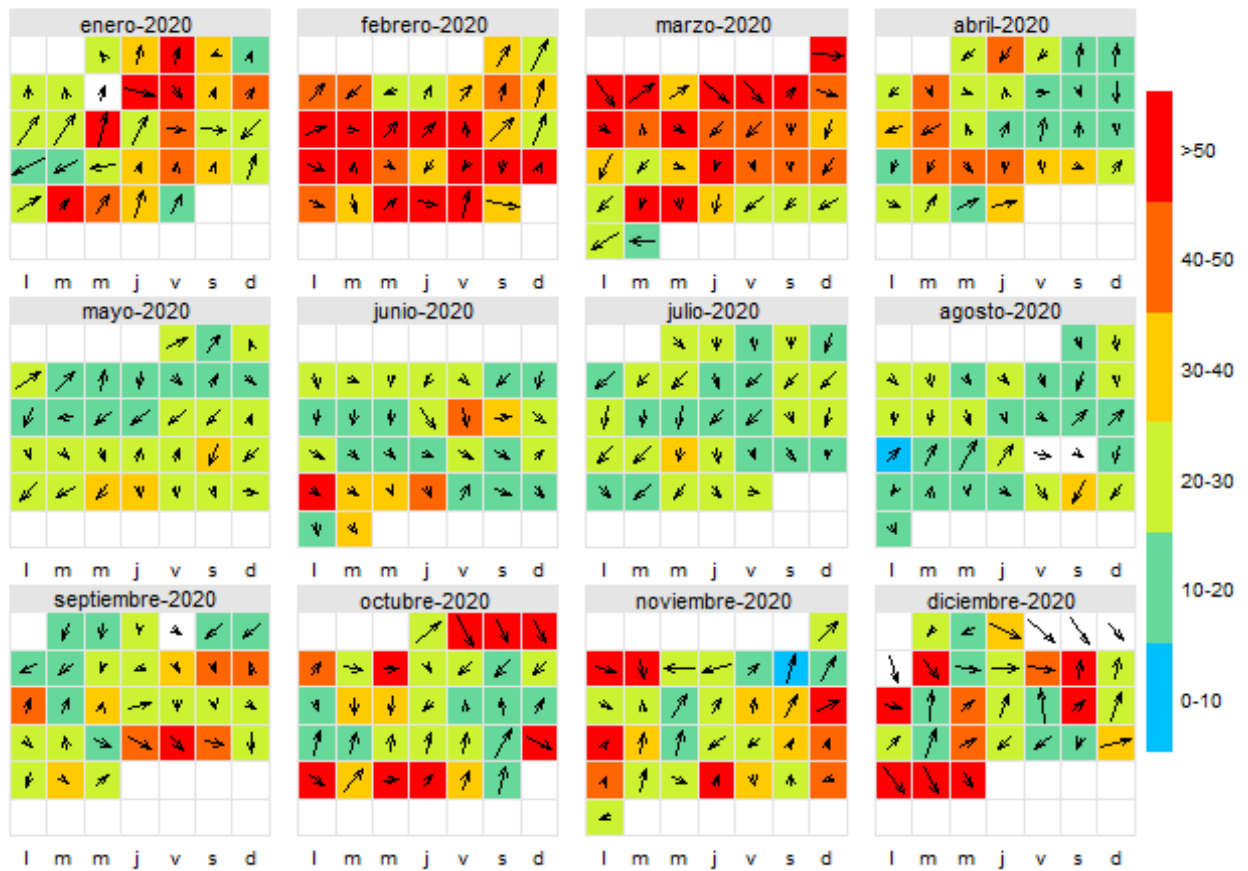 enero-2020 febrero-2020 marzo-2020 abril-2020
>50
40-50
l m m j v s d l m m j v s d l m m j v s d l m m j v s d
mayo-2020 junio-2020 julio-2020 agosto-2020
30-40
20-30
l m m j v s d l m m j v s d l m m j v s d l m m j v s d
10-20
septiembre-2020 octubre-2020 noviembre-2020 diciembre-2020
0-10
l m m j v s d l m m j v s d l m m j v s d l m m j v s d